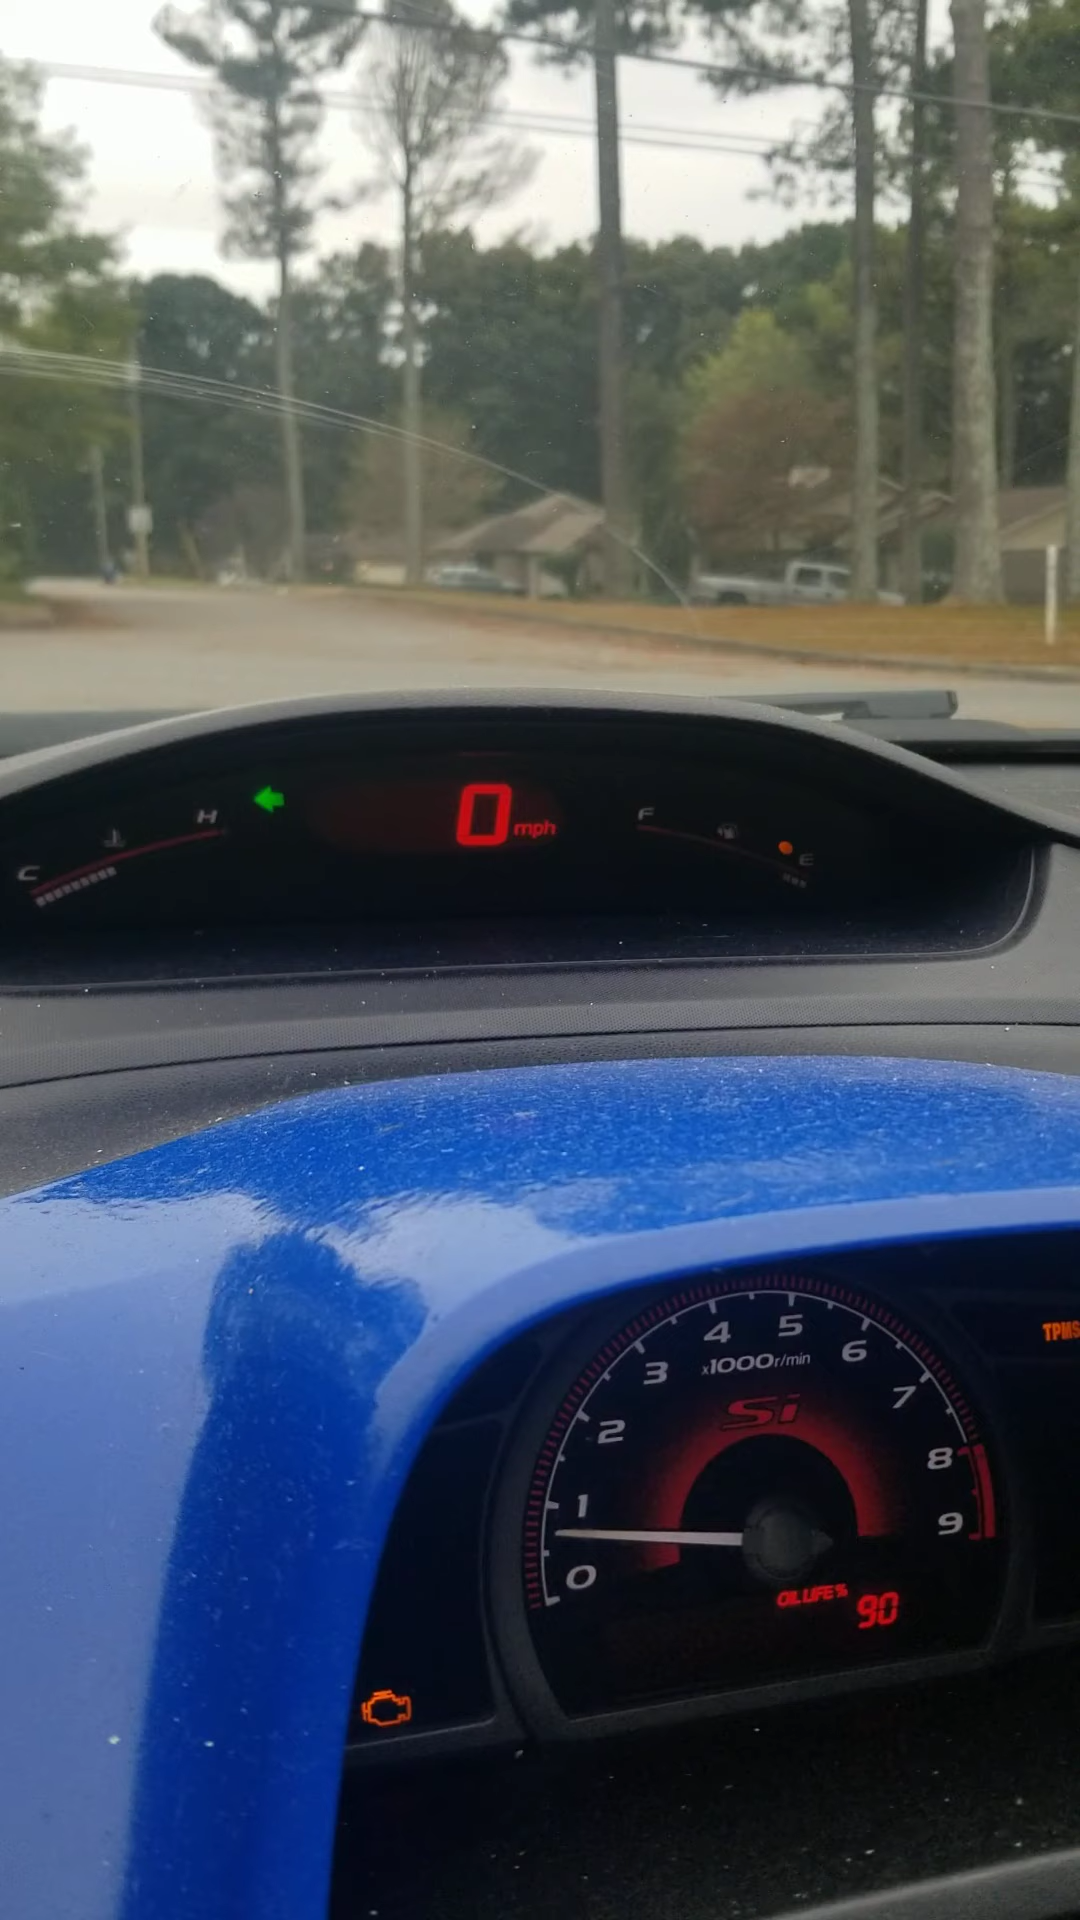 H
C
0 mph
F
E
4 5
3 x1000r/min 6
2 Si 7
1 8
0 9
OIL LIFE %
90
TPMS